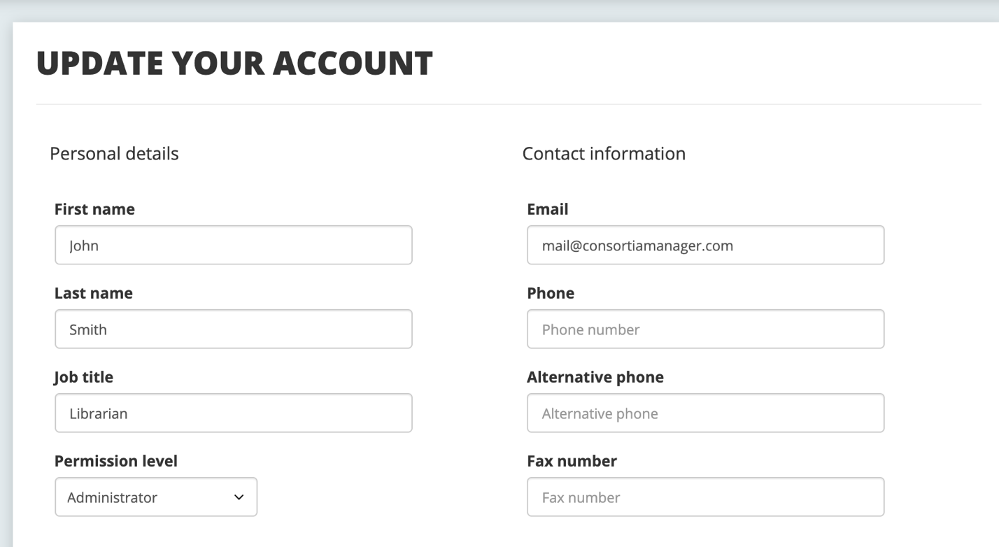 UPDATE YOUR ACCOUNT
Personal details
First name
John
Last name
Smith
Job title
Librarian
Permission level
Administrator
Contact information
Email
mail@consortiamanager.com
Phone
Phone number
Alternative phone
Alternative phone
Fax number
Fax number